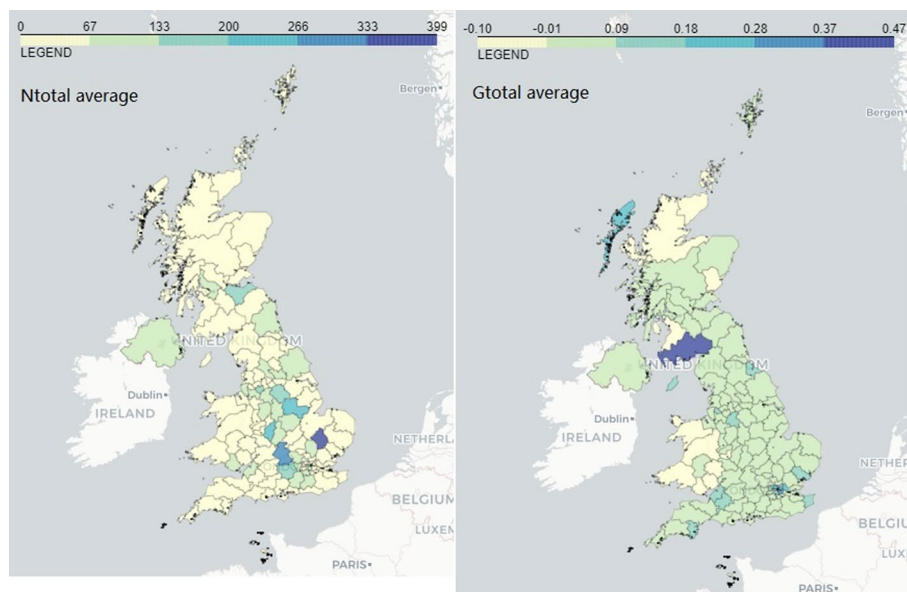 0 67 133 200 266 333 399
LEGEND
Ntotal average
Bergen
UNITED KINGDOM
Dublin
IRELAND
NETHERLA
BELGIUM
LUXEM
PARIS
-0.10 -0.01 0.09 0.18 0.28 0.37 0.47
LEGEND
Gtotal average
Bergen
UNITED KINGDOM
Dublin
IRELAND
NETHER
BELGIU
LUX
PARIS